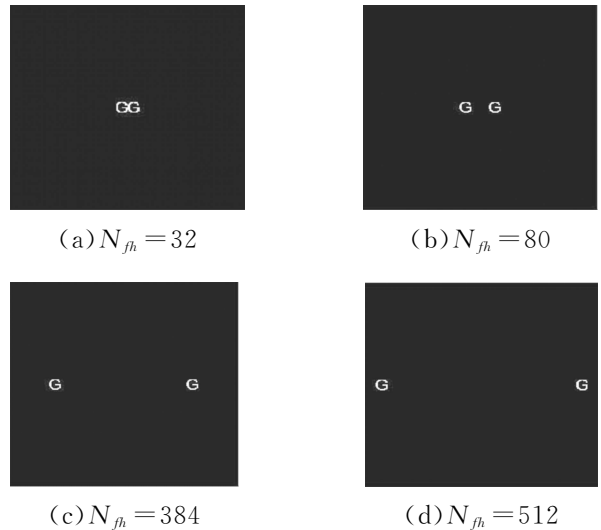 GG
G G
(a) N_fh = 32
(b) N_fh = 80
G G
G G
(c) N_fh = 384
(d) N_fh = 512